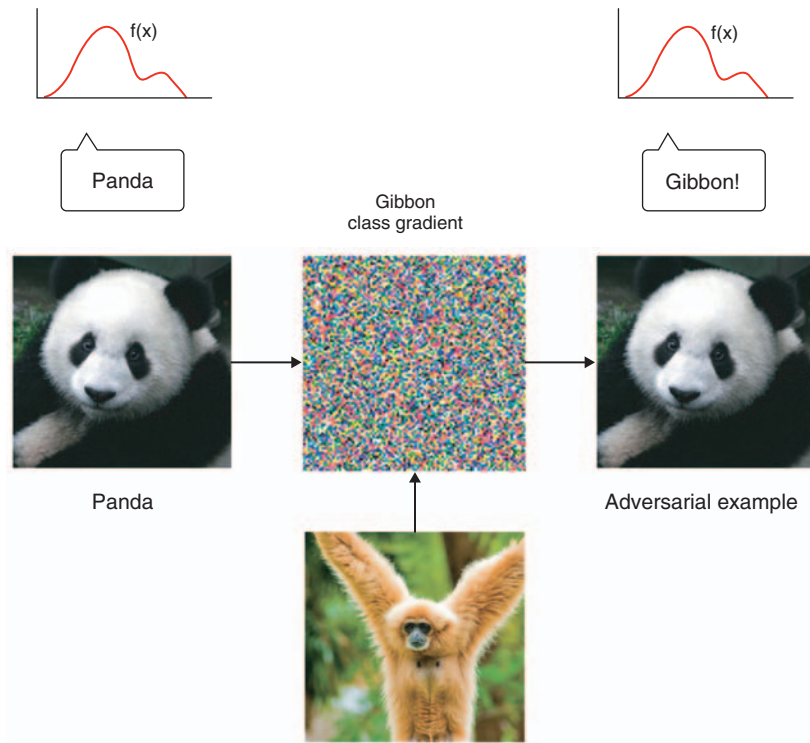 f(x)
f(x)
Panda
Gibbon!
Gibbon
class gradient
Panda
Adversarial example